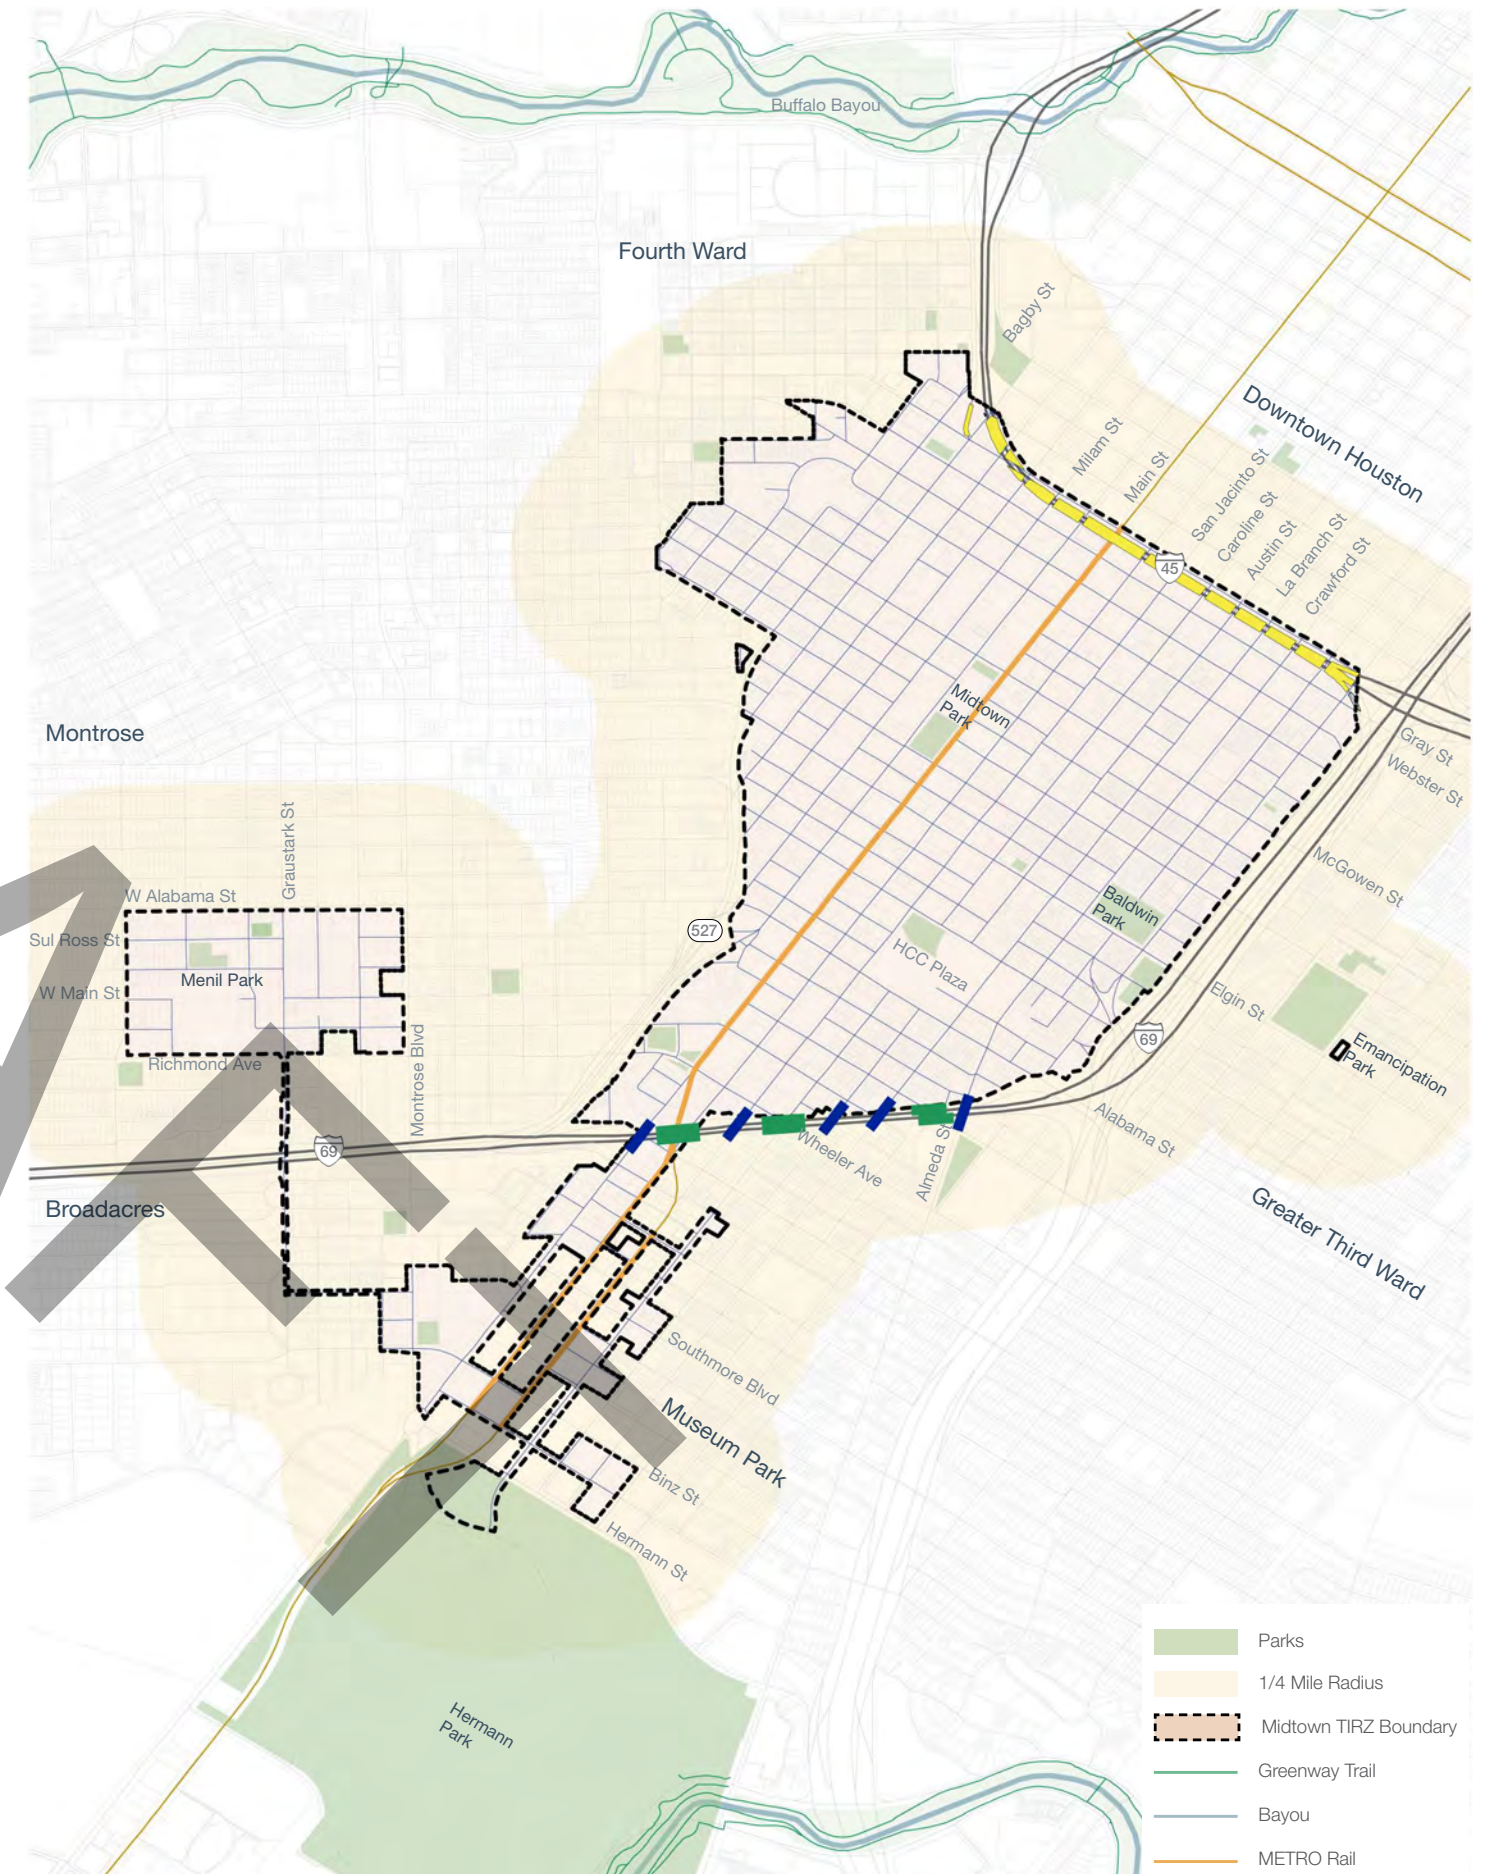 Buffalo Bayou
Fourth Ward
Bagby St
Downtown Houston
Milam St
Main St
San Jacinto St
Caroline St
Austin St
La Branch St
Crawford St
45
Midtown
Park
Montrose
Gray St
Webster St
McGowen St
Graustark St
W Alabama St
Baldwin
Park
527
Sul Ross St
HCC Plaza
Menil Park
W Main St
Elgin St
69
Emancipation
Park
Richmond Ave
Montrose Blvd
Alabama St
69
Wheeler Ave
Almeda St
Broadacres
Greater Third Ward
Southmore Blvd
Museum Park
Binz St
Hermann St
Hermann
Park
Parks
1/4 Mile Radius
Midtown TIRZ Boundary
Greenway Trail
Bayou
METRO Rail